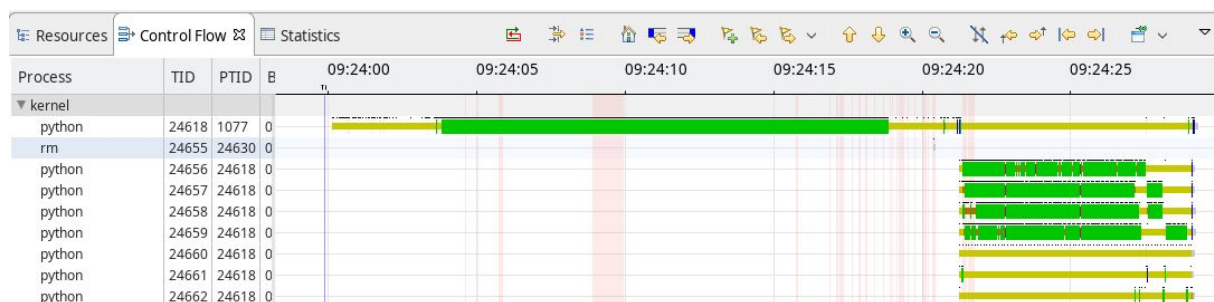 Resources Control Flow Statistics
Process TID PTID B 09:24:00 09:24:05 09:24:10 09:24:15 09:24:20 09:24:25
kernel
python 24618 1077 0
rm 24655 24630 0
python 24656 24618 0
python 24657 24618 0
python 24658 24618 0
python 24659 24618 0
python 24660 24618 0
python 24661 24618 0
python 24662 24618 0